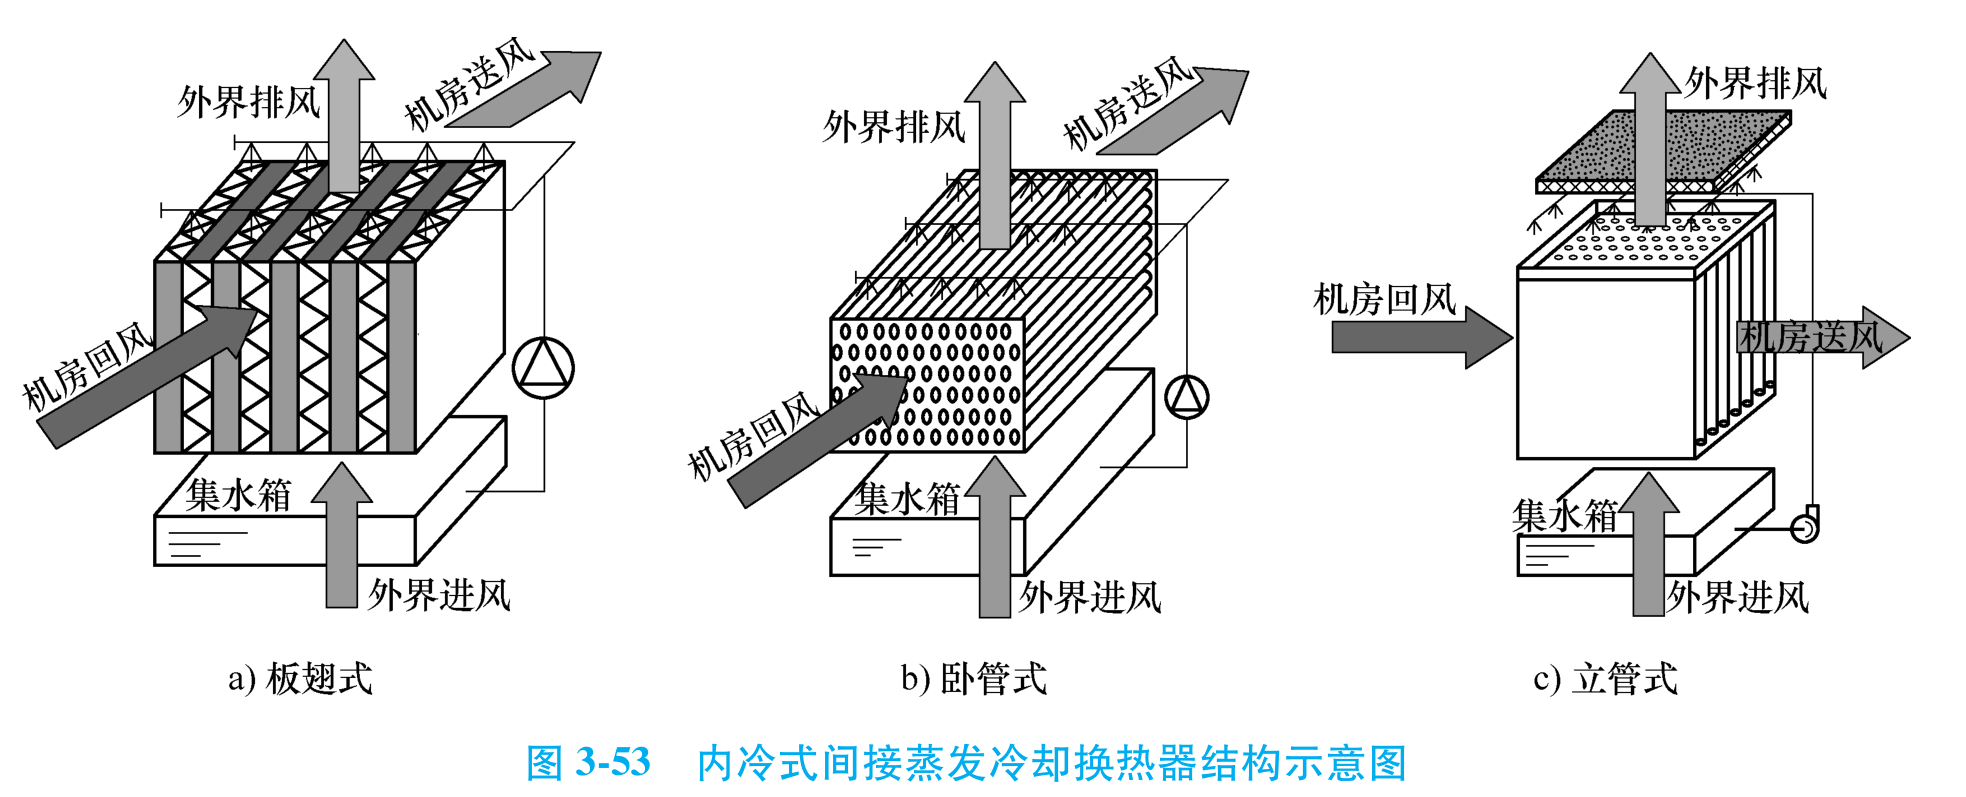 外界排风
机房送风
机房回风
集水箱
外界进风
a) 板翅式
外界排风
机房送风
机房回风
集水箱
外界进风
b) 卧管式
外界排风
机房回风
机房送风
集水箱
外界进风
c) 立管式
图 3-53 内冷式间接蒸发冷却换热器结构示意图